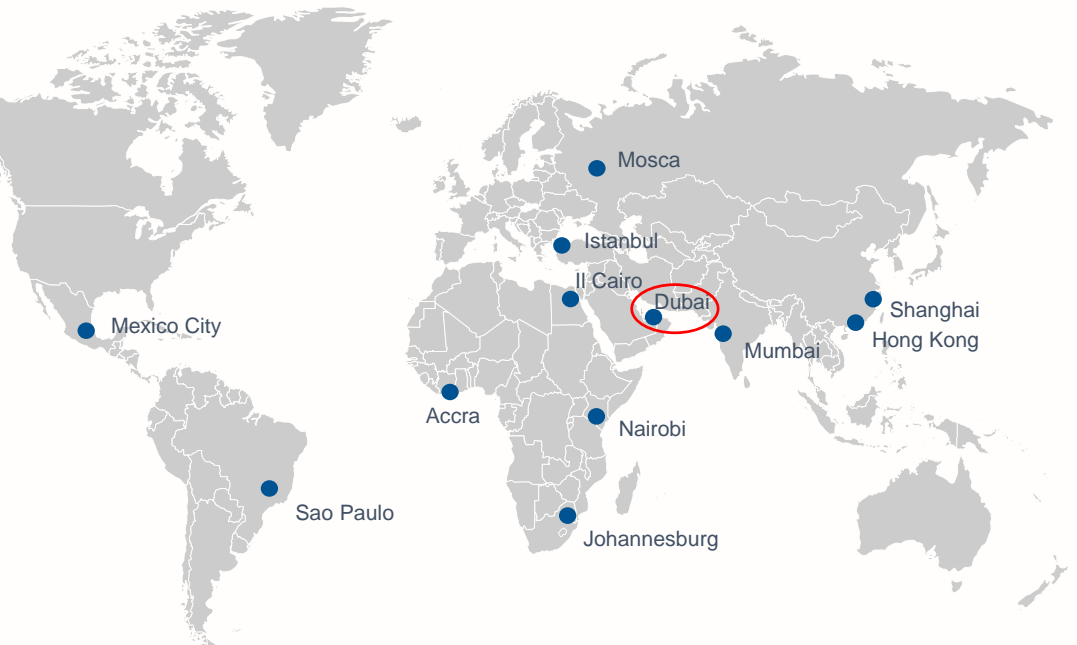 Mosca
Istanbul
Il Cairo
Dubai
Shanghai
Mexico City
Hong Kong
Mumbai
Accra
Nairobi
Sao Paulo
Johannesburg